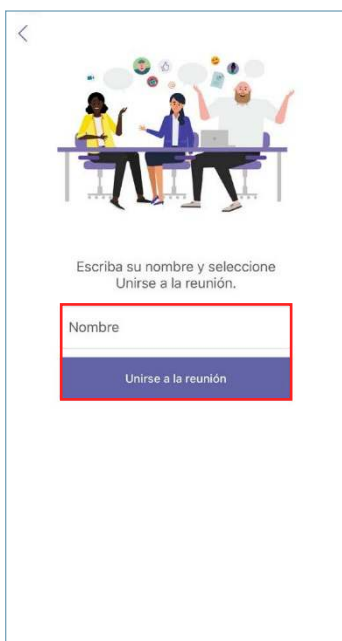 Escriba su nombre y seleccione
Unirse a la reunión.
Nombre
Unirse a la reunión